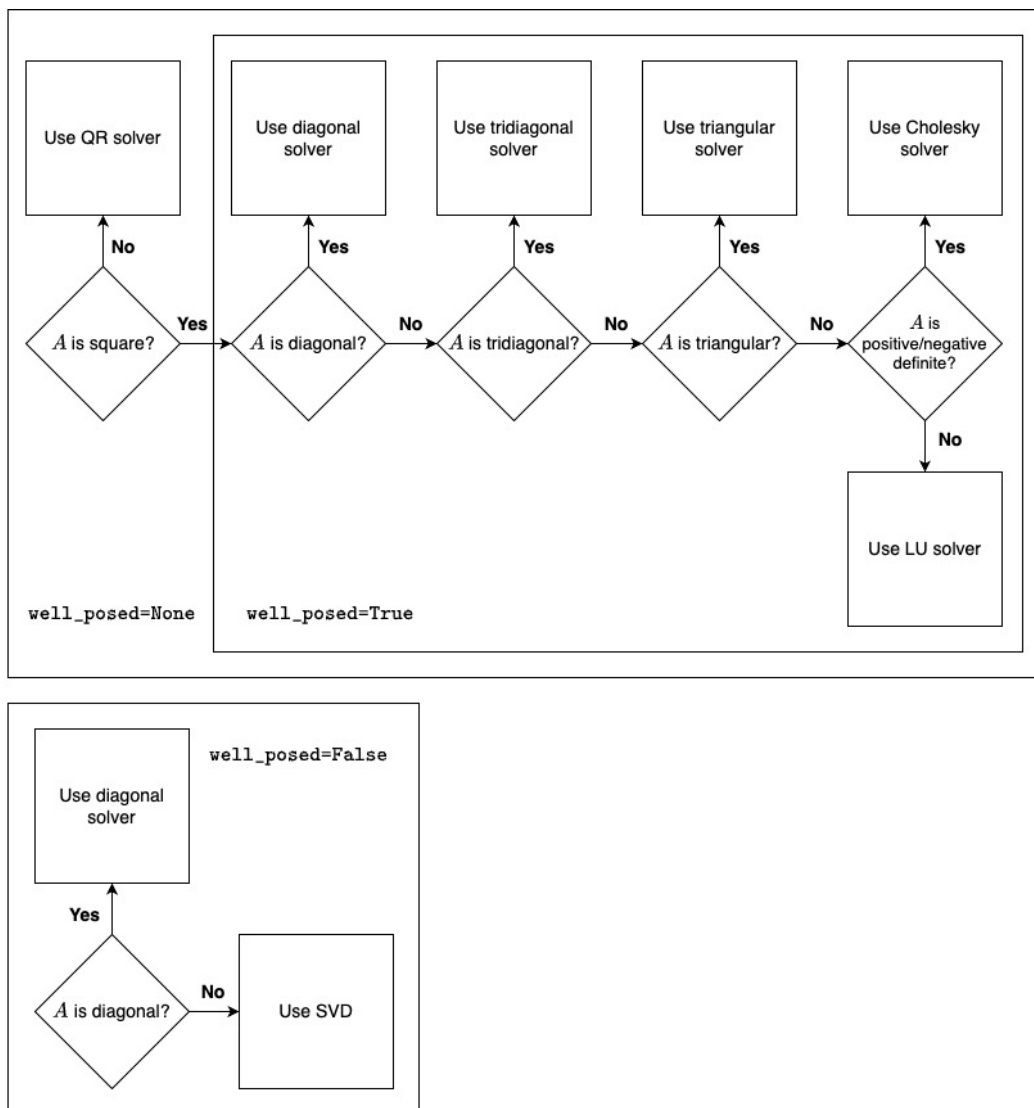 Use QR solver
Use diagonal
solver
Use tridiagonal
solver
Use triangular
solver
Use Cholesky
solver
No
Yes
Yes
Yes
Yes
A is square?
Yes
A is diagonal?
No
A is tridiagonal?
No
A is triangular?
No
A is
positive/negative
definite?
No
Use LU solver
well_posed=None
well_posed=True
well_posed=False
Use diagonal
solver
Yes
A is diagonal?
No
Use SVD